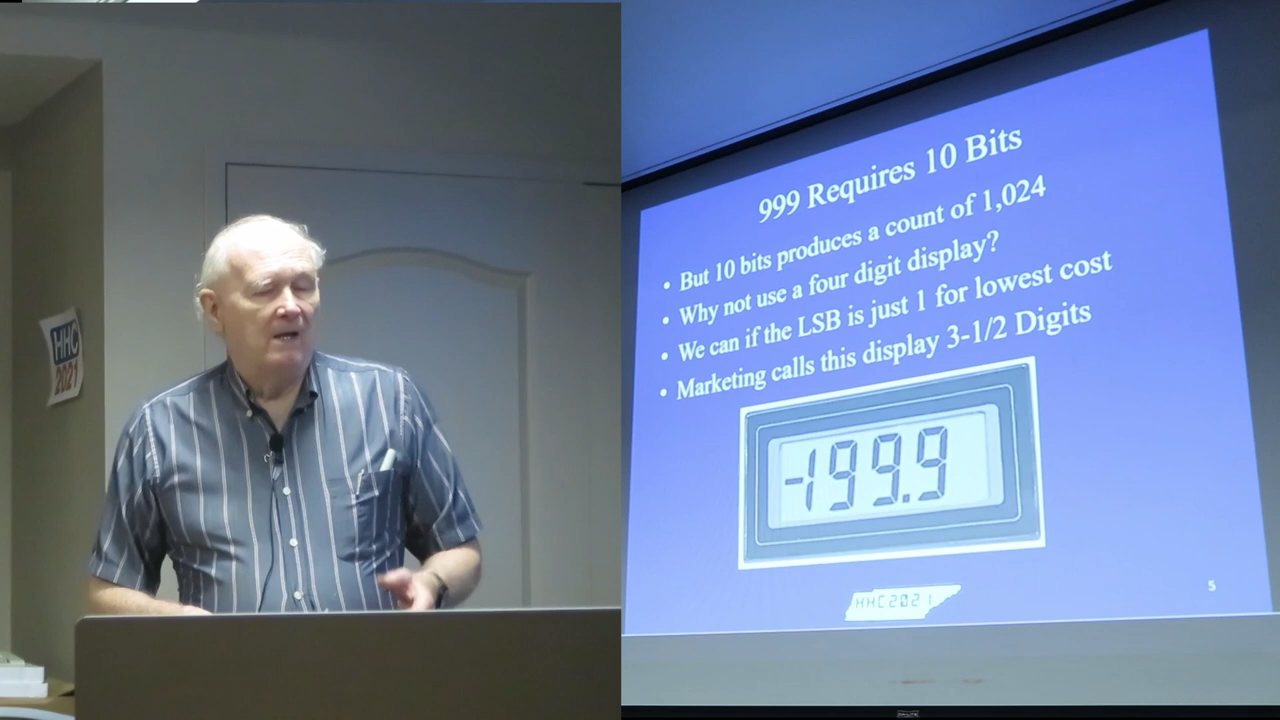 HHC
2021
999 Requires 10 Bits
• But 10 bits produces a count of 1,024
• Why not use a four digit display?
• We can if the LSB is just 1 for lowest cost
• Marketing calls this display 3-1/2 Digits
-199.9
HHC2021
5